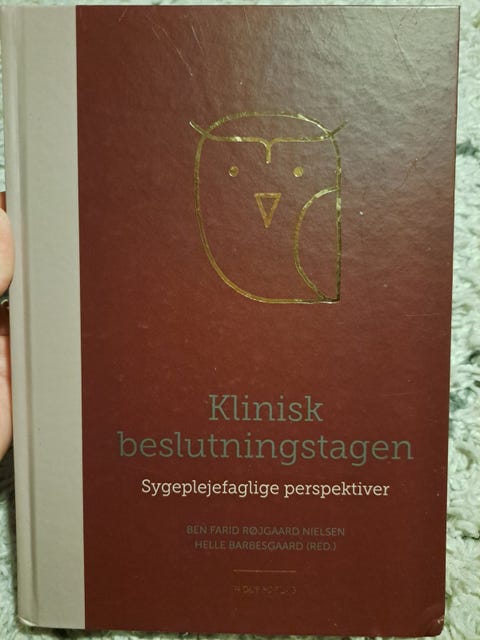 Klinisk
beslutningstagen
Sygeplejefaglige perspektiver
BEN FARID RØJGAARD NIELSEN
HELLE BARBESGAARD (RED.)